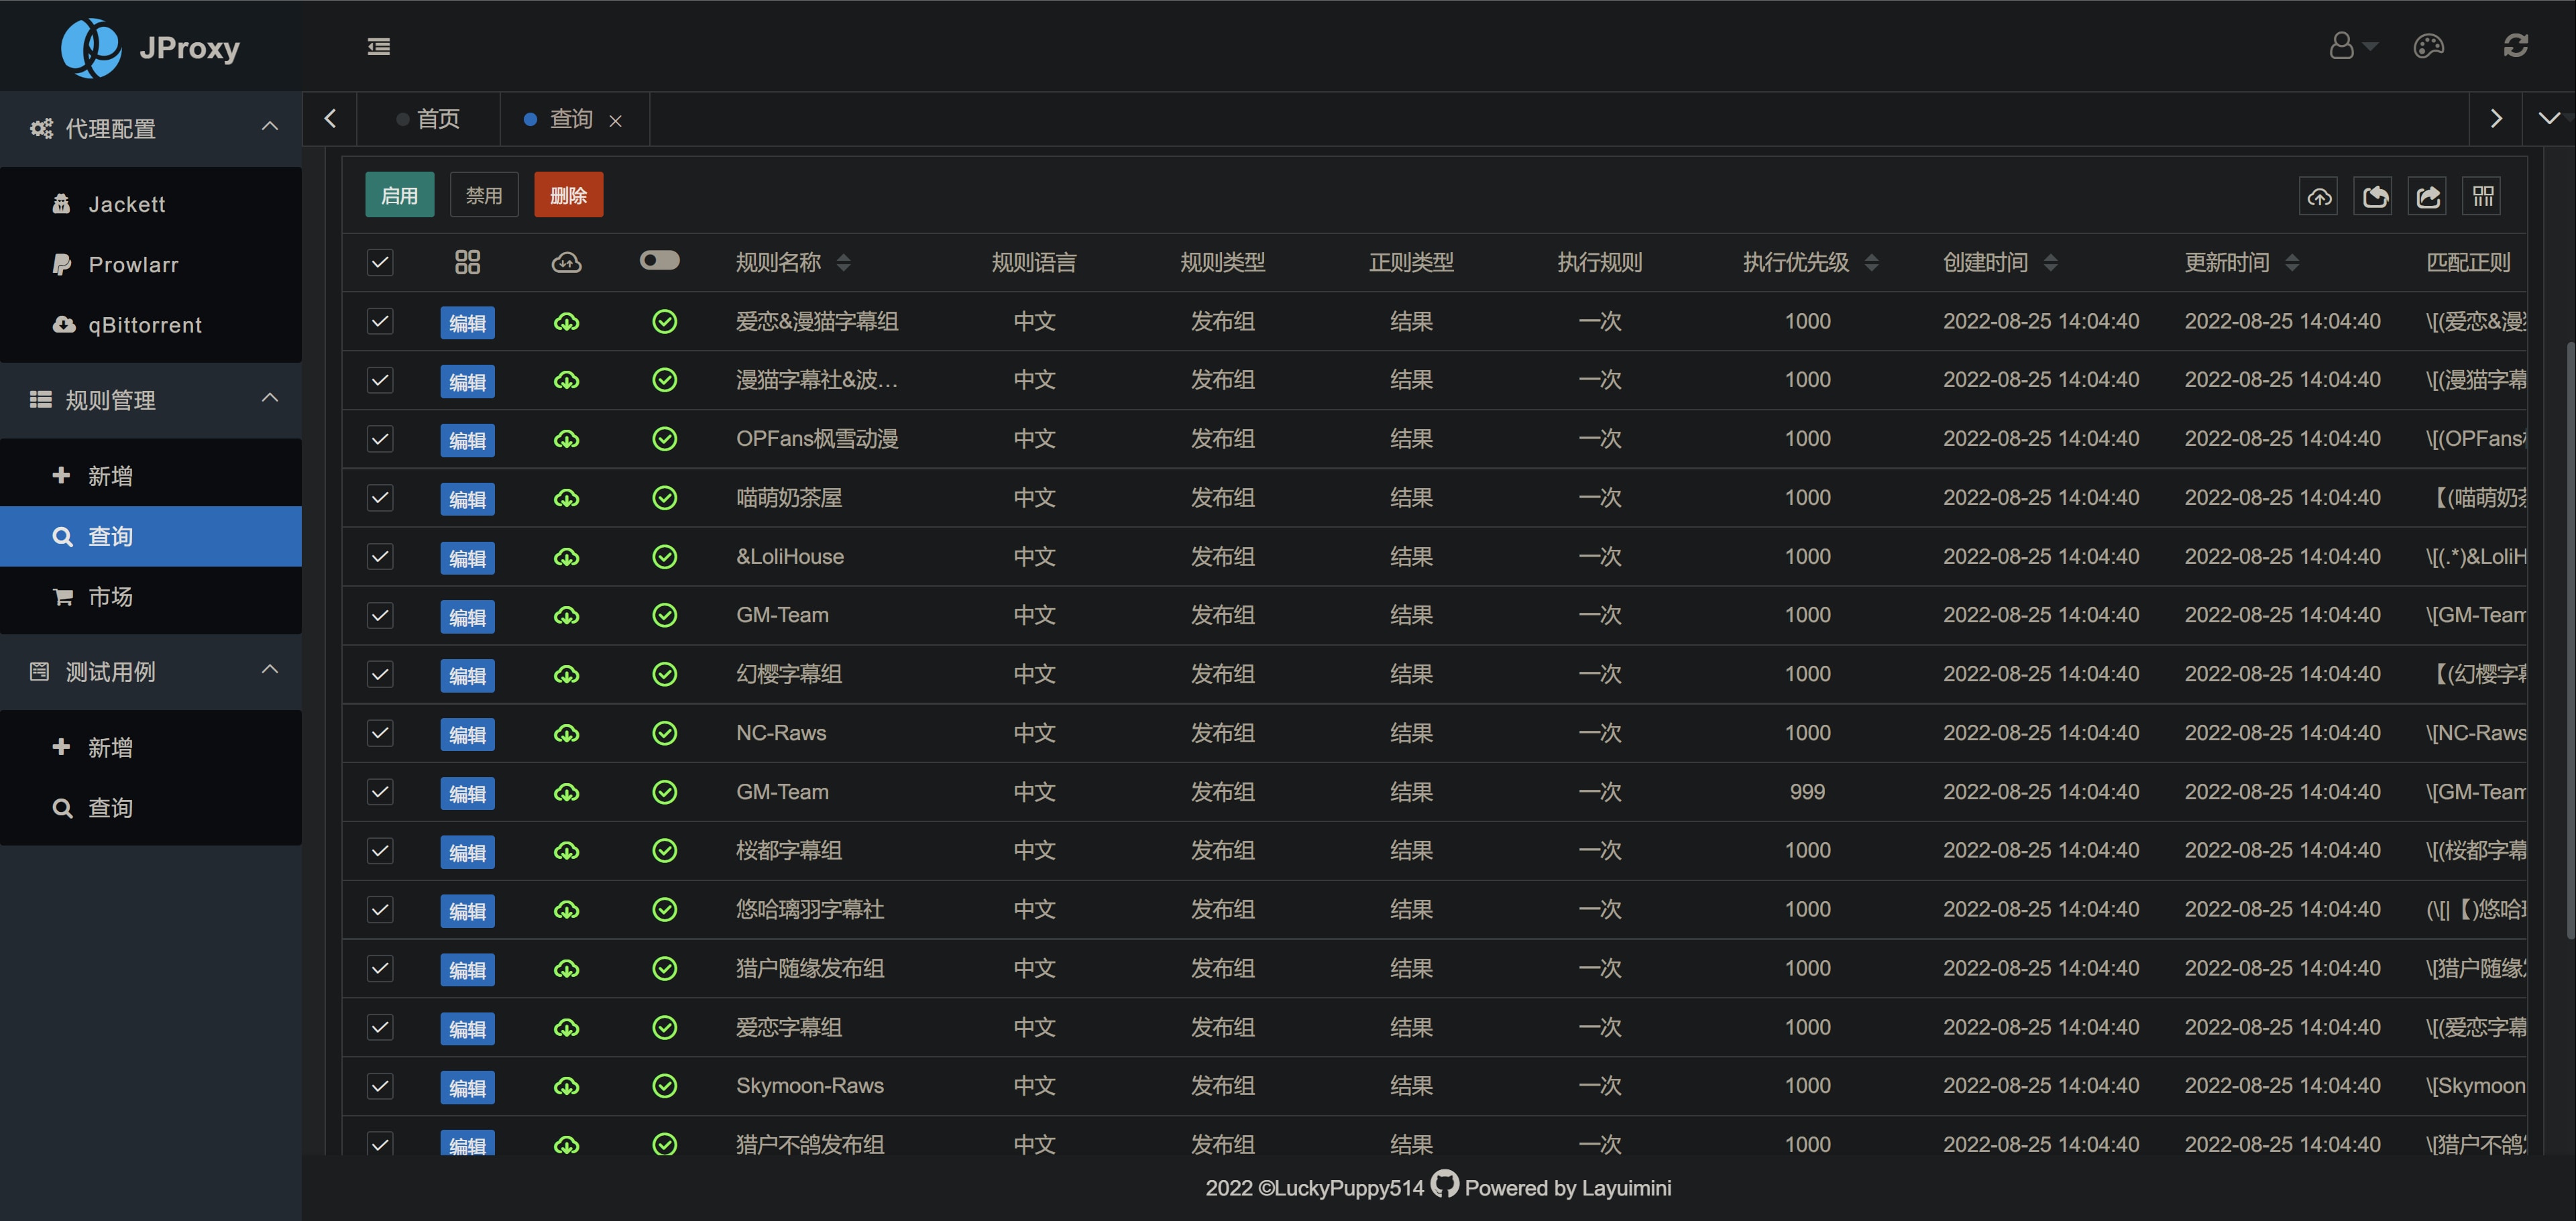 JProxy
代理配置
Jackett
Prowlarr
qBittorrent
规则管理
新增
查询
市场
测试用例
新增
查询
首页 查询
启用 禁用 删除
规则名称 规则语言 规则类型 正则类型 执行规则 执行优先级 创建时间 更新时间 匹配正则
编辑 爱恋&漫猫字幕组 中文 发布组 结果 一次 1000 2022-08-25 14:04:40 2022-08-25 14:04:40 \[(爱恋&漫
编辑 漫猫字幕社&波… 中文 发布组 结果 一次 1000 2022-08-25 14:04:40 2022-08-25 14:04:40 \[(漫猫字幕
编辑 OPFans枫雪动漫 中文 发布组 结果 一次 1000 2022-08-25 14:04:40 2022-08-25 14:04:40 \[(OPFans
编辑 喵萌奶茶屋 中文 发布组 结果 一次 1000 2022-08-25 14:04:40 2022-08-25 14:04:40 【(喵萌奶茶
编辑 &LoliHouse 中文 发布组 结果 一次 1000 2022-08-25 14:04:40 2022-08-25 14:04:40 \[(.*)&LoliH
编辑 GM-Team 中文 发布组 结果 一次 1000 2022-08-25 14:04:40 2022-08-25 14:04:40 \[GM-Team
编辑 幻樱字幕组 中文 发布组 结果 一次 1000 2022-08-25 14:04:40 2022-08-25 14:04:40 【(幻樱字幕
编辑 NC-Raws 中文 发布组 结果 一次 1000 2022-08-25 14:04:40 2022-08-25 14:04:40 \[NC-Raws
编辑 GM-Team 中文 发布组 结果 一次 999 2022-08-25 14:04:40 2022-08-25 14:04:40 \[GM-Team
编辑 桜都字幕组 中文 发布组 结果 一次 1000 2022-08-25 14:04:40 2022-08-25 14:04:40 \[(桜都字幕
编辑 悠哈璃羽字幕社 中文 发布组 结果 一次 1000 2022-08-25 14:04:40 2022-08-25 14:04:40 (\[|【)悠哈璃
编辑 猎户随缘发布组 中文 发布组 结果 一次 1000 2022-08-25 14:04:40 2022-08-25 14:04:40 \[猎户随缘
编辑 爱恋字幕组 中文 发布组 结果 一次 1000 2022-08-25 14:04:40 2022-08-25 14:04:40 \[(爱恋字幕
编辑 Skymoon-Raws 中文 发布组 结果 一次 1000 2022-08-25 14:04:40 2022-08-25 14:04:40 \[Skymoon
编辑 猎户不鸽发布组 中文 发布组 结果 一次 1000 2022-08-25 14:04:40 2022-08-25 14:04:40 \[猎户不鸽
2022 ©LuckyPuppy514 Powered by Layuimini